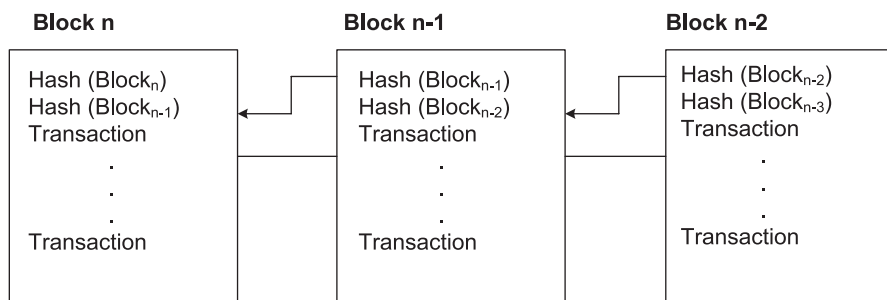 Block n
Hash (Blockn)
Hash (Blockn-1)
Transaction
.
.
.
Transaction
Block n-1
Hash (Blockn-1)
Hash (Blockn-2)
Transaction
.
.
.
Transaction
Block n-2
Hash (Blockn-2)
Hash (Blockn-3)
Transaction
.
.
.
Transaction